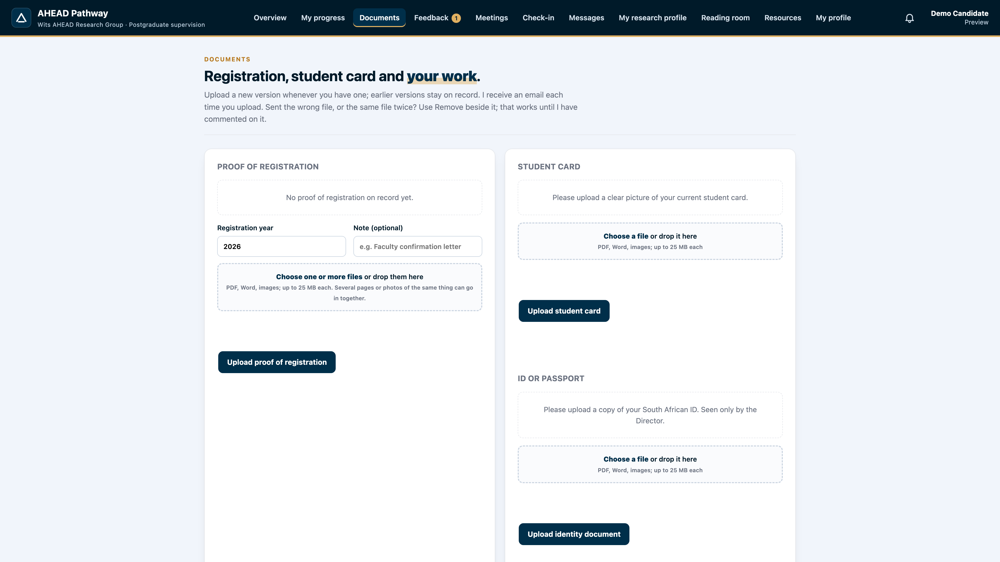 AHEAD Pathway
Wits AHEAD Research Group · Postgraduate supervision
Overview
My progress
Documents
Feedback 1
Meetings
Check-in
Messages
My research profile
Reading room
Resources
My profile
Demo Candidate
Preview
DOCUMENTS
Registration, student card and your work.
Upload a new version whenever you have one; earlier versions stay on record. I receive an email each
time you upload. Sent the wrong file, or the same file twice? Use Remove beside it; that works until I have
commented on it.
PROOF OF REGISTRATION
No proof of registration on record yet.
Registration year
Note (optional)
2026
e.g. Faculty confirmation letter
Choose one or more files or drop them here
PDF, Word, images; up to 25 MB each. Several pages or photos of the same thing can go
in together.
Upload proof of registration
STUDENT CARD
Please upload a clear picture of your current student card.
Choose a file or drop it here
PDF, Word, images; up to 25 MB each
Upload student card
ID OR PASSPORT
Please upload a copy of your South African ID. Seen only by the
Director.
Choose a file or drop it here
PDF, Word, images; up to 25 MB each
Upload identity document